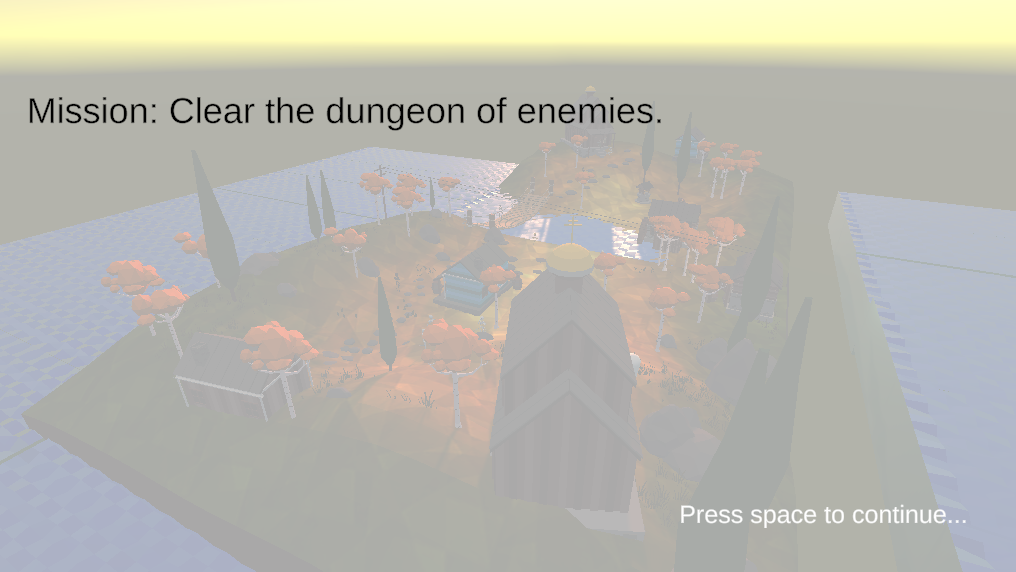 Mission: Clear the dungeon of enemies.
Press space to continue...